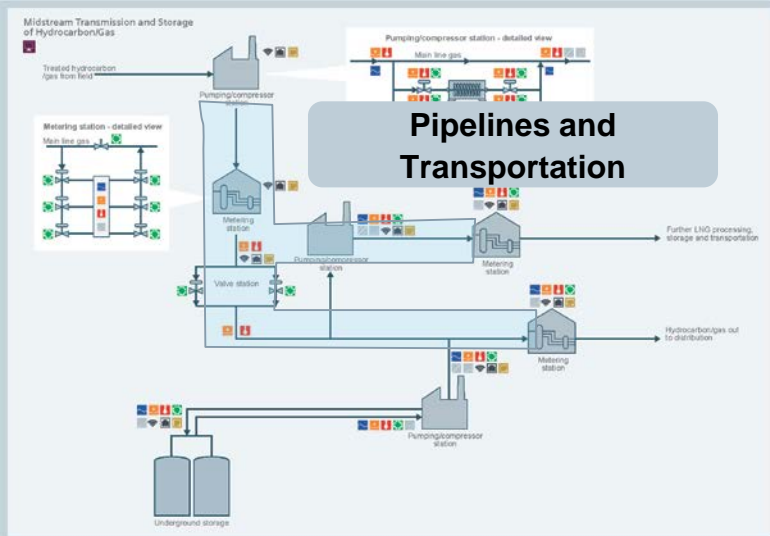 Midstream Transmission and Storage
of Hydrocarbon/Gas
Pumping/compressor station - detailed view
Main line gas
Treated hydrocarbon
/gas from field
Pumping/compressor
station
Pipelines and
Transportation
Metering station - detailed view
Main line gas
Metering
station
Pumping/compressor
station
Metering
station
Further LNG processing,
storage and transportation
Valve station
Metering
station
Hydrocarbon/gas out
to distribution
Pumping/compressor
station
Underground storage